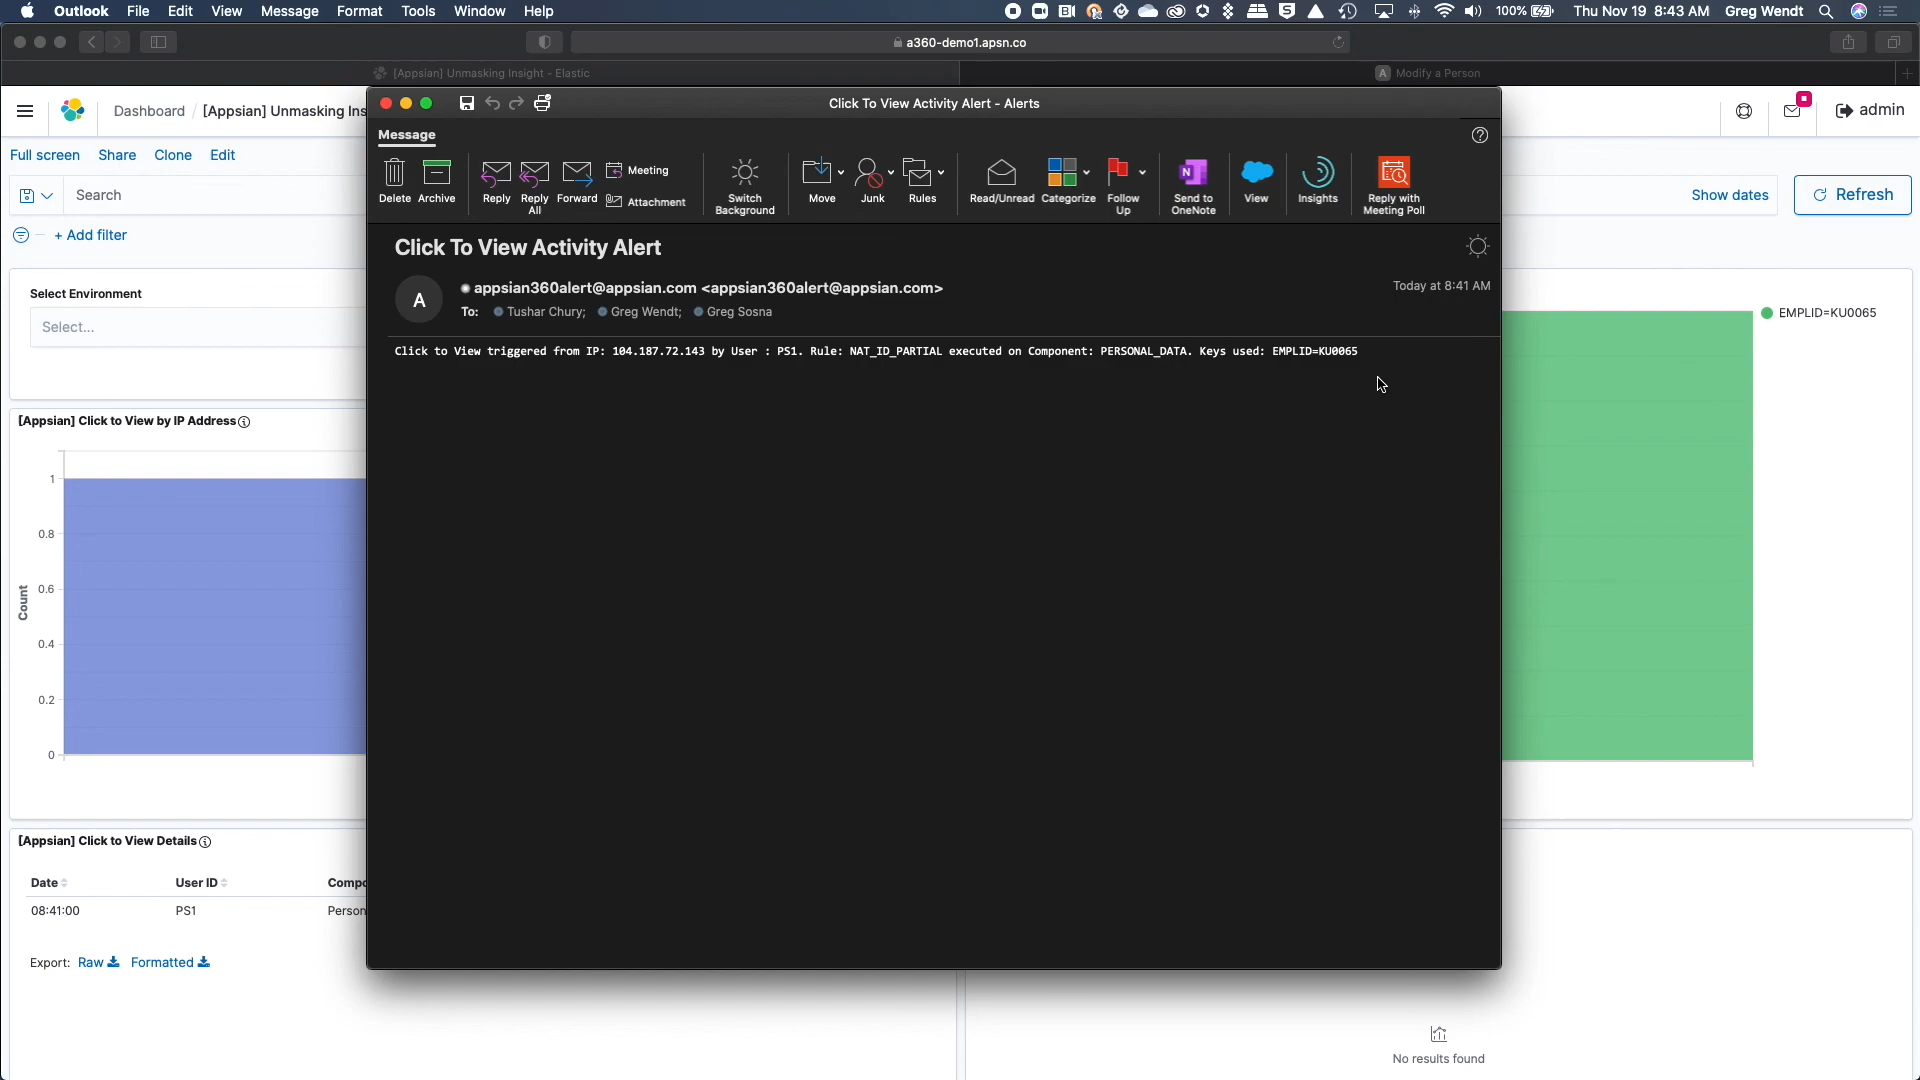 Outlook File Edit View Message Format Tools Window Help
100% Thu Nov 19 8:43 AM Greg Wendt
a360-demo1.apsn.co
[Appsian] Unmasking Insight - Elastic
A Modify a Person
Click To View Activity Alert - Alerts
Dashboard / [Appsian] Unmasking Ins
admin
Message
Full screen Share Clone Edit
Delete Archive Reply Reply All Forward Meeting Attachment Switch Background Move Junk Rules Read/Unread Categorize Follow Up Send to OneNote View Insights Reply with Meeting Poll
Search
Show dates Refresh
+ Add filter
Click To View Activity Alert
Select Environment
Select...
A
appsian360alert@appsian.com <appsian360alert@appsian.com>
Today at 8:41 AM
To: Tushar Chury; Greg Wendt; Greg Sosna
EMPLID=KU0065
Click to View triggered from IP: 104.187.72.143 by User : PS1. Rule: NAT_ID_PARTIAL executed on Component: PERSONAL_DATA. Keys used: EMPLID=KU0065
[Appsian] Click to View by IP Address
1
0.8
0.6
0.4
0.2
0
Count
[Appsian] Click to View Details
Date User ID Compo
08:41:00 PS1 Person
Export: Raw Formatted
No results found